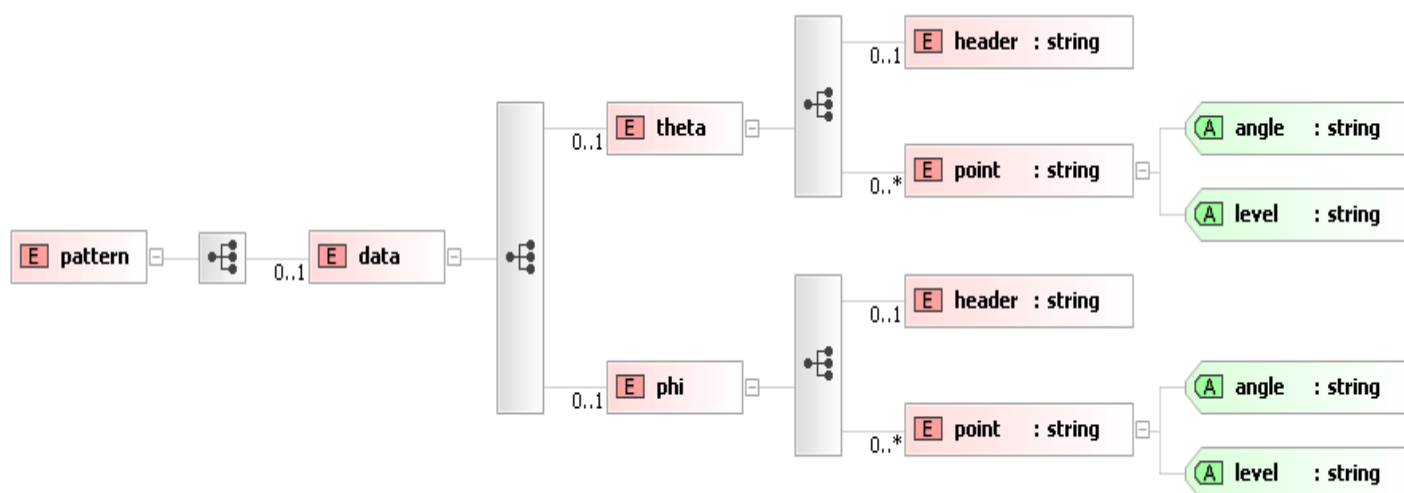 E header : string
0..1
E theta
0..1
A angle : string
E point : string
0..*
A level : string
E pattern
E data
0..1
E header : string
0..1
E phi
0..1
A angle : string
E point : string
0..*
A level : string